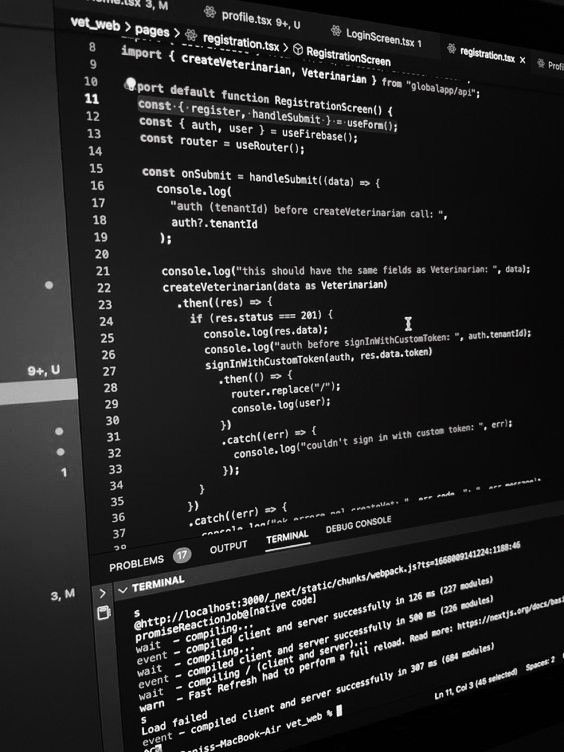 ome.tsx 3, M
profile.tsx 9+, U
LoginScreen.tsx 1
registration.tsx ×
Profi
vet_web > pages > registration.tsx > RegistrationScreen
8 import { createVeterinarian, Veterinarian } from "globalapp/api";
9
10 port default function RegistrationScreen() {
11 const { register, handleSubmit } = useForm();
12 const { auth, user } = useFirebase();
13 const router = useRouter();
14
15 const onSubmit = handleSubmit((data) => {
16 console.log(
17 "auth (tenantId) before createVeterinarian call: ",
18 auth?.tenantId
19 );
20
21 console.log("this should have the same fields as Veterinarian: ", data);
22 createVeterinarian(data as Veterinarian)
23 .then((res) => {
24 if (res.status === 201) {
25 console.log(res.data);
26 console.log("auth before signInWithCustomToken: ", auth.tenantId);
27 signInWithCustomToken(auth, res.data.token)
28 .then(() => {
29 router.replace("/");
30 console.log(user);
31 })
32 .catch((err) => {
33 console.log("couldn't sign in with custom token: ", err);
34 });
35 }
36 })
37 .catch((err) => {
38
9+, U
1
3, M
PROBLEMS 17 OUTPUT TERMINAL DEBUG CONSOLE
TERMINAL
s
@http://localhost:3000/_next/static/chunks/webpack.js?ts=1668009141224:1188:46
promiseReactionJob@[native code]
wait - compiling...
event - compiled client and server successfully in 126 ms (227 modules)
wait - compiling...
event - compiled client and server successfully in 500 ms (226 modules)
wait - compiling / (client and server)...
warn - Fast Refresh had to perform a full reload. Read more: https://nextjs.org/docs/basi
s
Load failed
event - compiled client and server successfully in 307 ms (684 modules)
niss-MacBook-Air vet_web %
Ln 11, Col 3 (45 selected) Spaces: 2